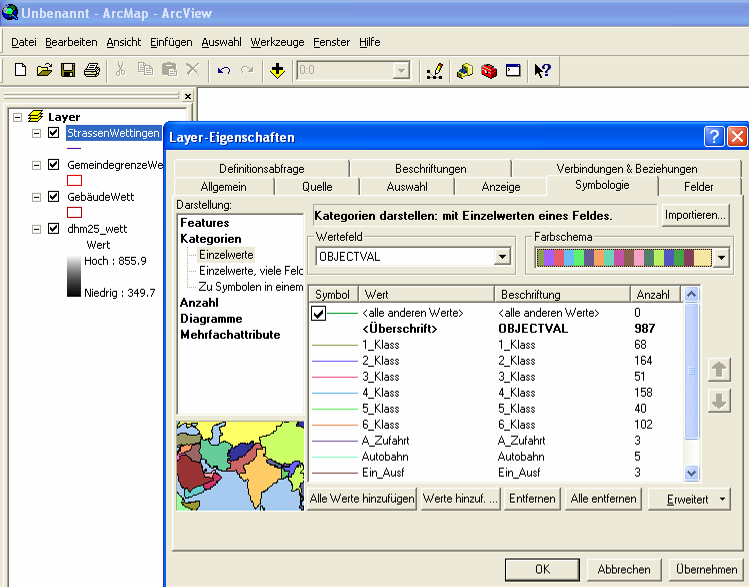 Unbenannt - ArcMap - ArcView
Datei Bearbeiten Ansicht Einfügen Auswahl Werkzeuge Fenster Hilfe
0:0
Layer
StrassenWettingen
GemeindegrenzeWe
GebäudeWett
dhm25_wett
Wert
Hoch : 855.9
Niedrig : 349.7
Layer-Eigenschaften
Definitionsabfrage Beschriftungen Verbindungen & Beziehungen
Allgemein Quelle Auswahl Anzeige Symbologie Felder
Darstellung:
Features
Kategorien
Einzelwerte
Einzelwerte, viele Feld
Zu Symbolen in einem
Anzahl
Diagramme
Mehrfachattribute
Kategorien darstellen: mit Einzelwerten eines Feldes.
Importieren...
Wertefeld
OBJECTVAL
Farbschema
Symbol Wert Beschriftung Anzahl
<alle anderen Werte> <alle anderen Werte> 0
<Überschrift> OBJECTVAL 987
1_Klass 1_Klass 68
2_Klass 2_Klass 164
3_Klass 3_Klass 51
4_Klass 4_Klass 158
5_Klass 5_Klass 40
6_Klass 6_Klass 102
A_Zufahrt A_Zufahrt 3
Autobahn Autobahn 5
Ein_Ausf Ein_Ausf 3
Alle Werte hinzufügen Werte hinzuf. ... Entfernen Alle entfernen Erweitert
OK Abbrechen Übernehmen